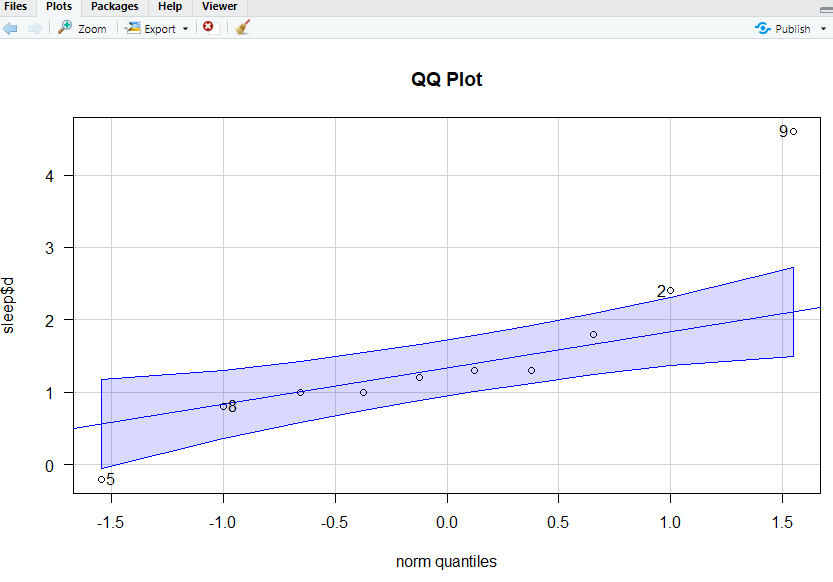 Files Plots Packages Help Viewer
Zoom Export Publish
QQ Plot
9
4
3
2
2
1
8
0
5
sleep$d
-1.5 -1.0 -0.5 0.0 0.5 1.0 1.5
norm quantiles